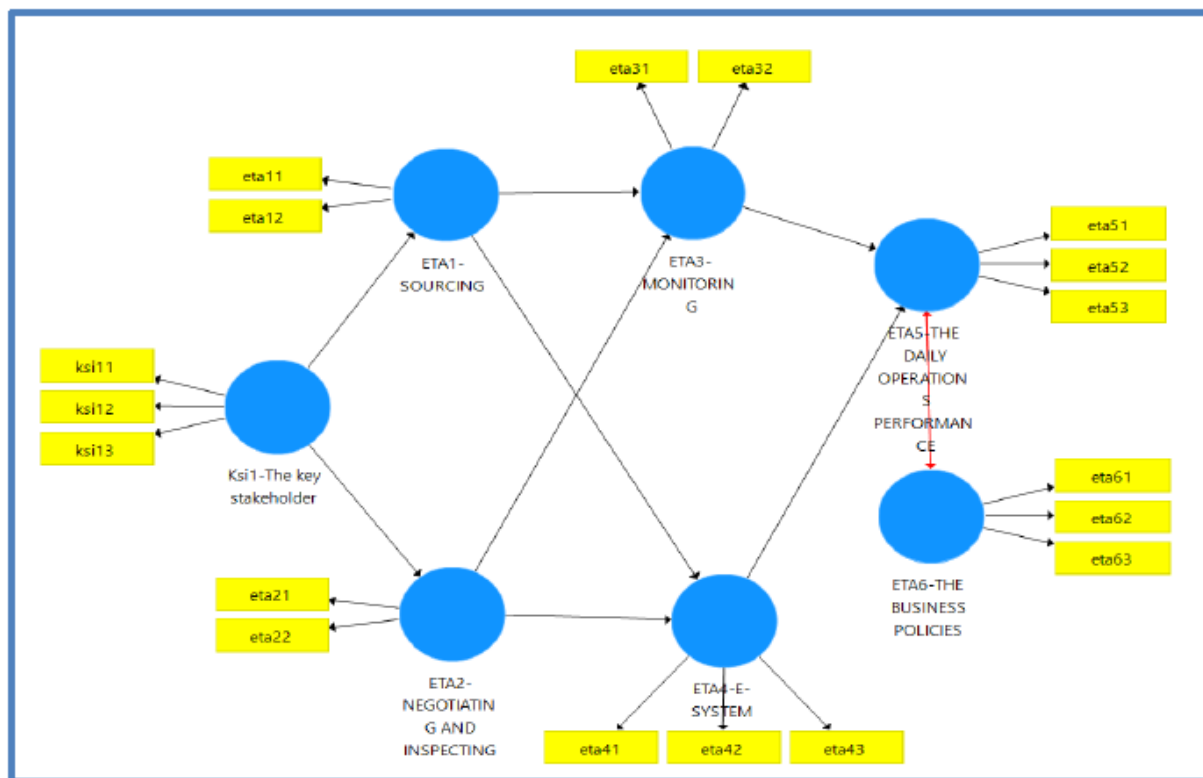 eta31
eta32
eta11
eta12
ETA1-
SOURCING
ETA3-
MONITORIN
G
eta51
eta52
eta53
ETA5-THE
DAILY
OPERATION
S
PERFORMAN
CE
ksi11
ksi12
ksi13
Ksi1-The key
stakeholder
eta61
eta62
eta63
ETA6-THE
BUSINESS
POLICIES
eta21
eta22
ETA2-
NEGOTIATIN
G AND
INSPECTING
ETA4-E-
SYSTEM
eta41
eta42
eta43